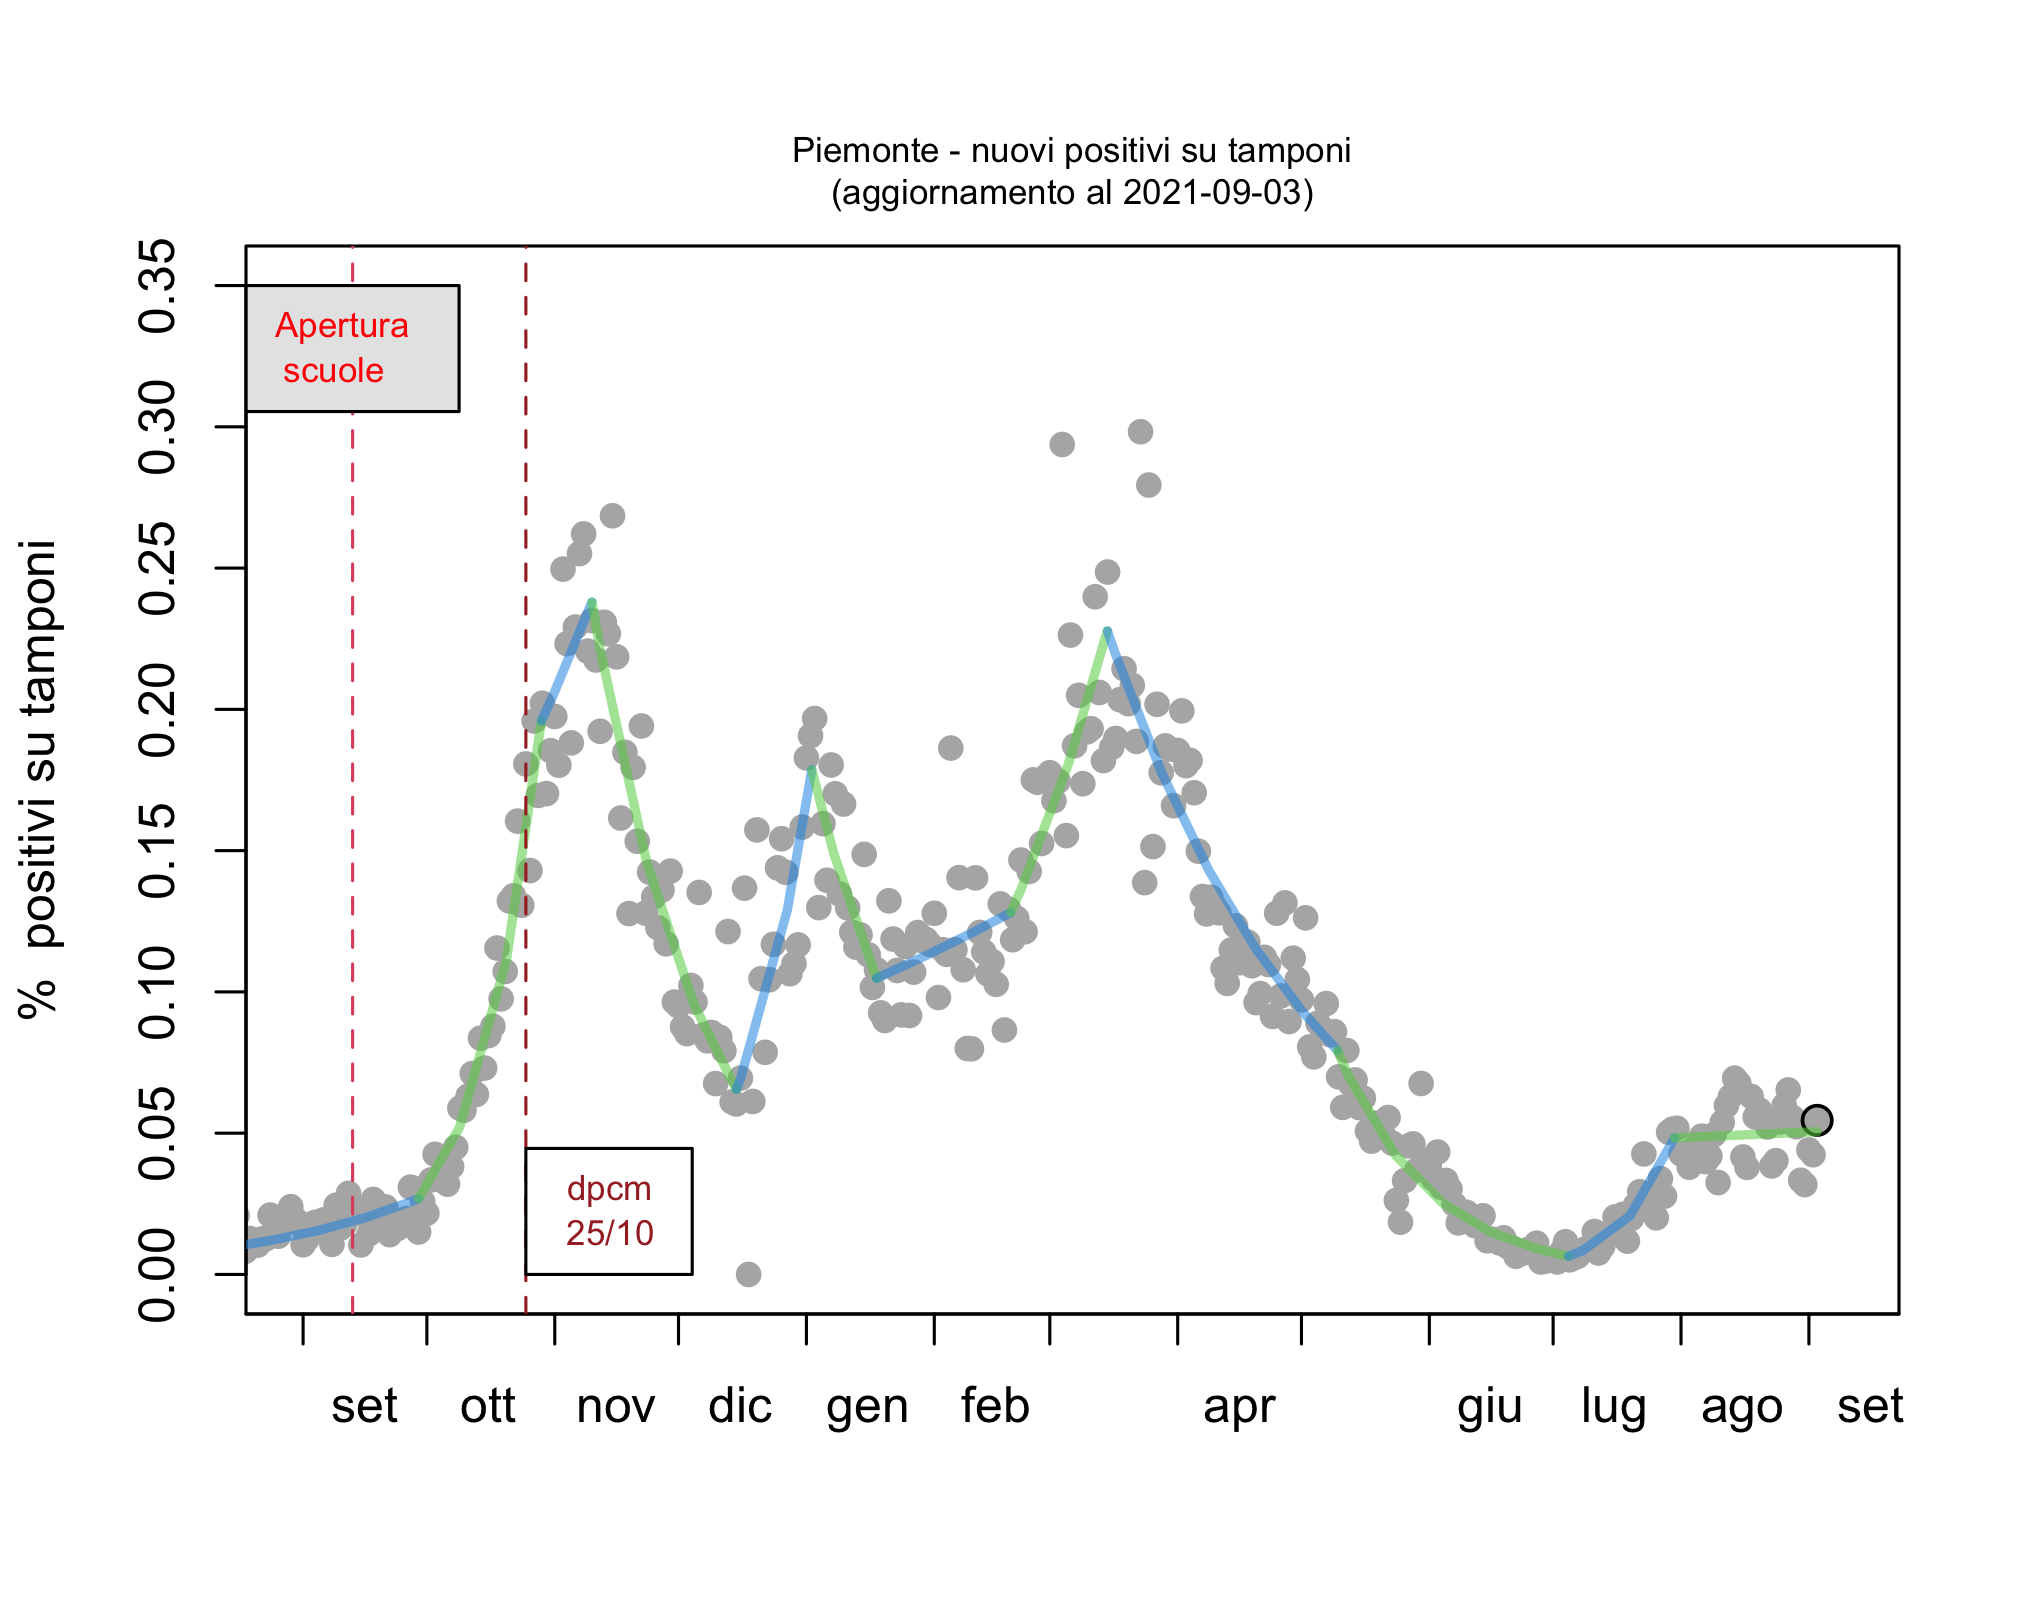 Piemonte - nuovi positivi su tamponi
(aggiornamento al 2021-09-03)
% positivi su tamponi
0.35
0.30
0.25
0.20
0.15
0.10
0.05
0.00
Apertura
scuole
dpcm
25/10
set ott nov dic gen feb apr giu lug ago set